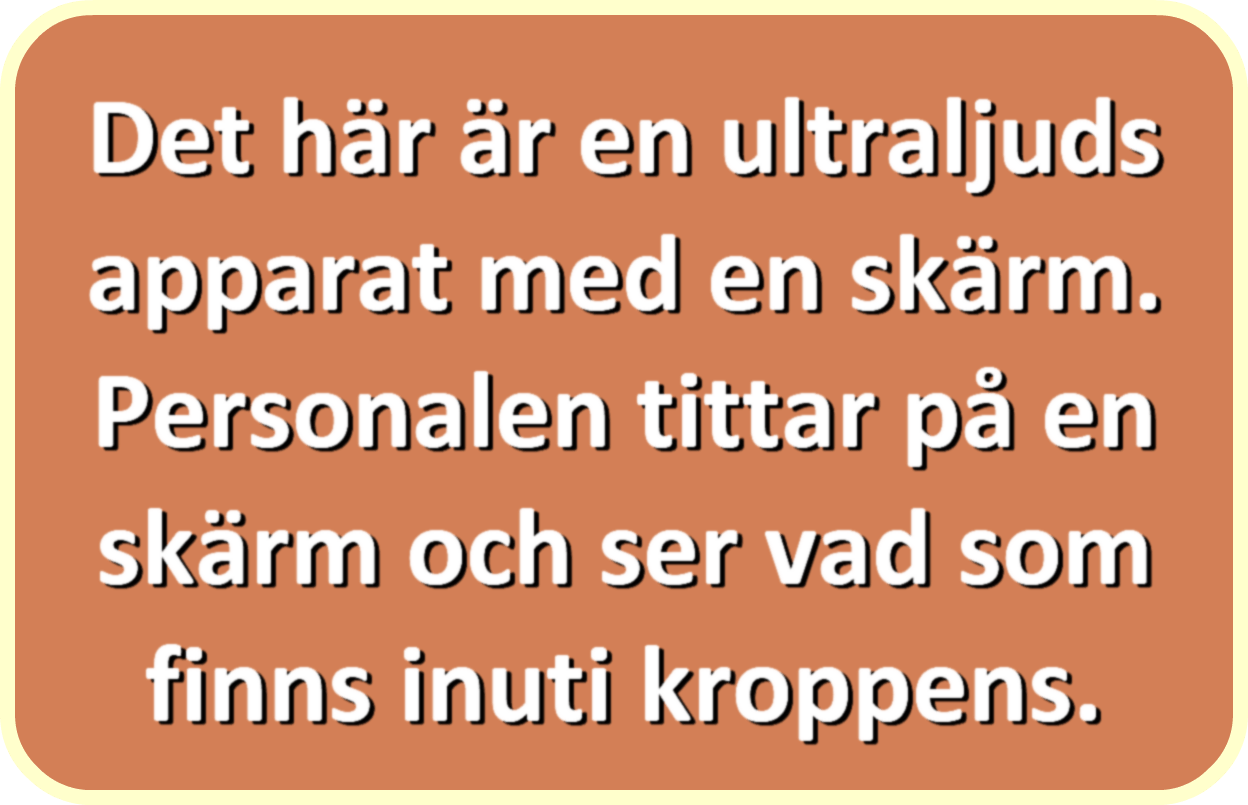 Det här är en ultraljuds
apparat med en skärm.
Personalen tittar på en
skärm och ser vad som
finns inuti kroppens.